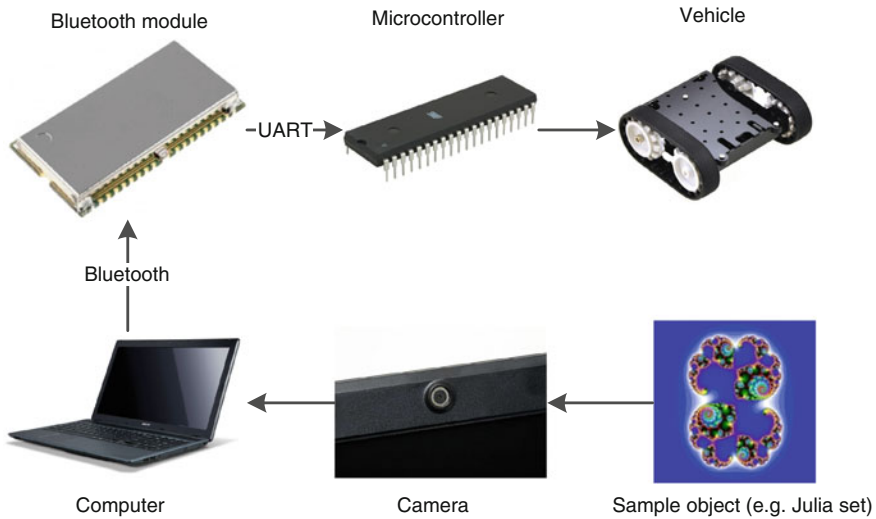 Bluetooth module
Microcontroller
Vehicle
UART
Bluetooth
Computer
Camera
Sample object (e.g. Julia set)